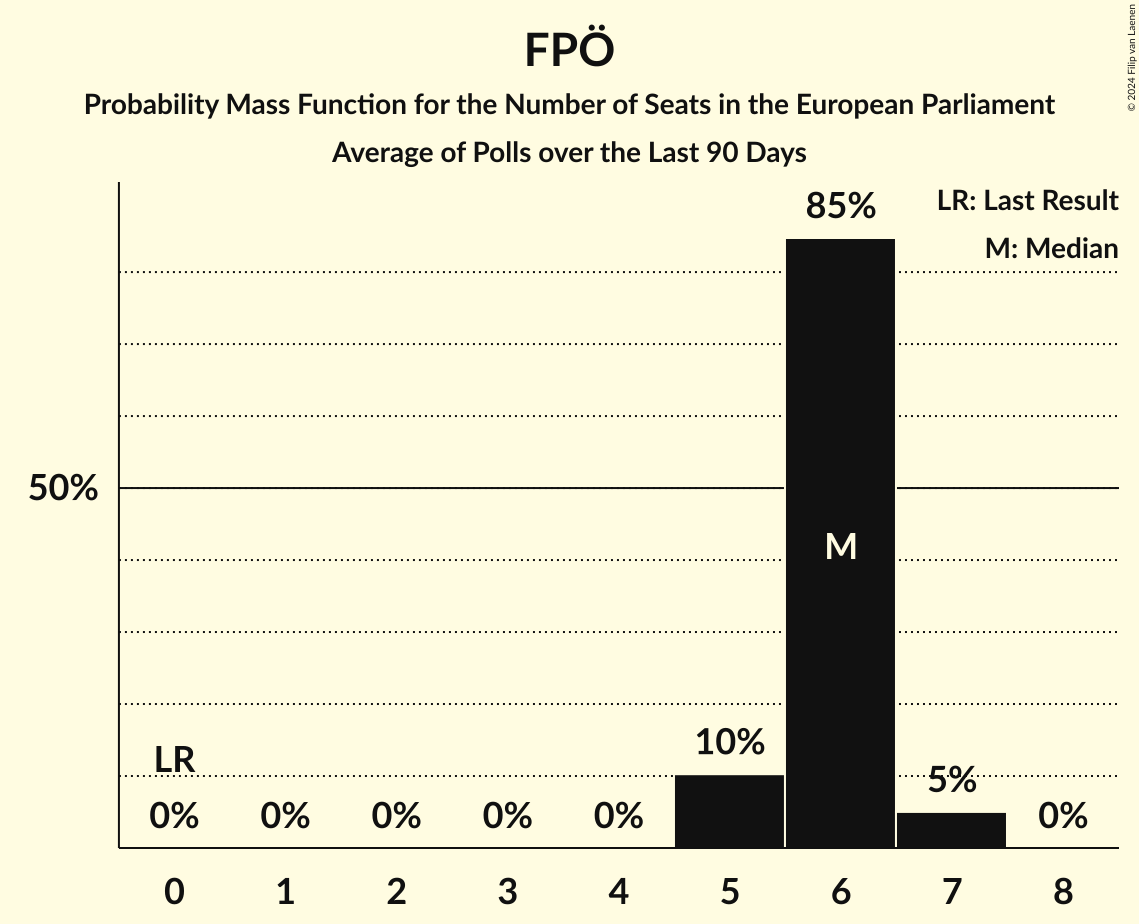 FPÖ
Probability Mass Function for the Number of Seats in the European Parliament
Average of Polls over the Last 90 Days
© 2024 Filip van Laenen
LR: Last Result
M: Median
85%
50%
M
10%
LR
5%
0% 0% 0% 0% 0% 0%
0 1 2 3 4 5 6 7 8